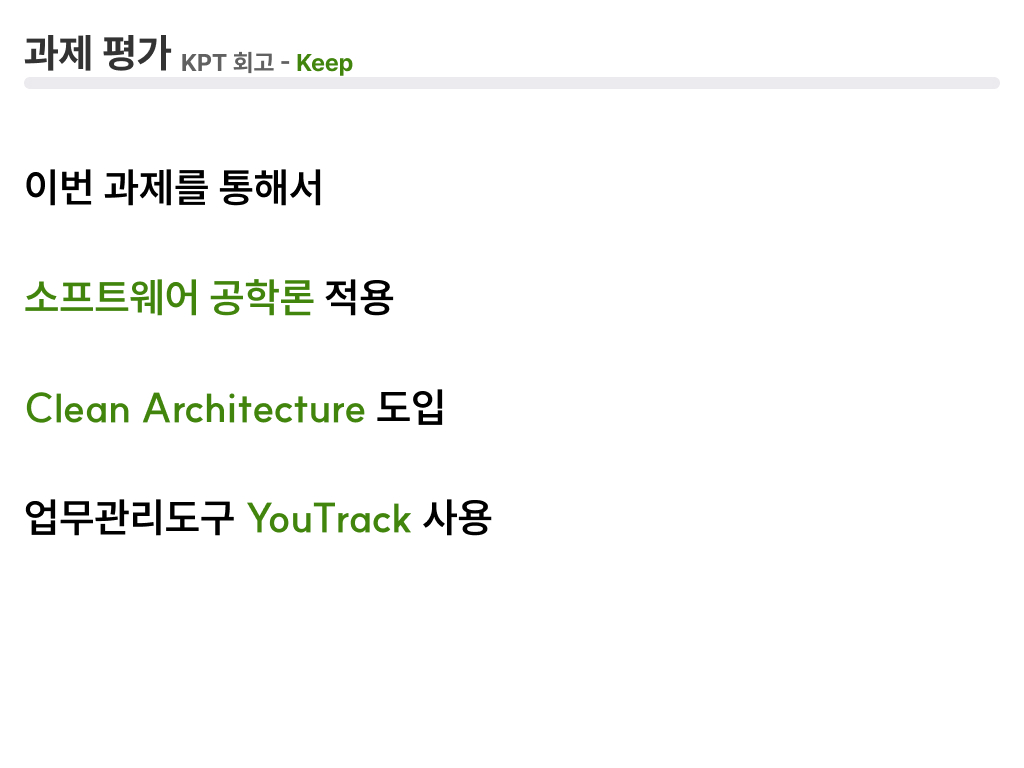 과제 평가 KPT 회고 - Keep
이번 과제를 통해서
소프트웨어 공학론 적용
Clean Architecture 도입
업무관리도구 YouTrack 사용